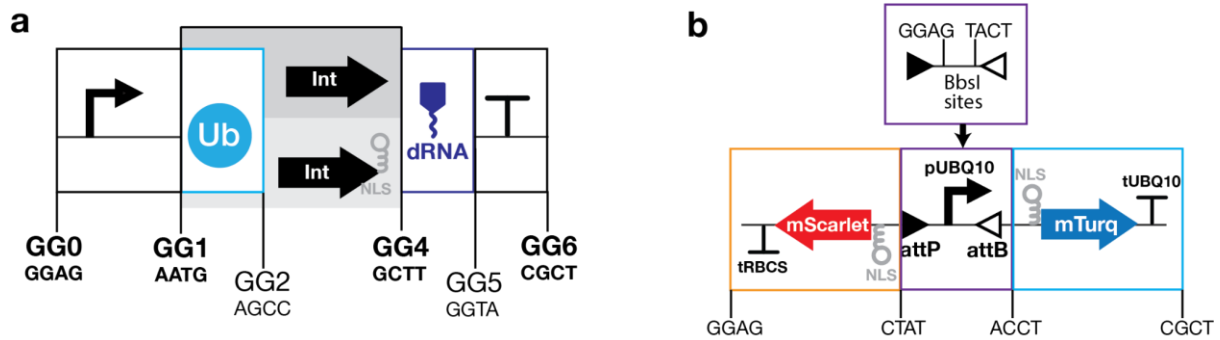 a
Ub
Int
Int
NLS
dRNA
GG0
GGAG
GG1
AATG
GG2
AGCC
GG4
GCTT
GG5
GGTA
GG6
CGCT
b
GGAG TACT
BbsI
sites
pUBQ10
NLS
tUBQ10
mScarlet
mTurq
tRBCS
NLS
attP
attB
GGAG
CTAT
ACCT
CGCT